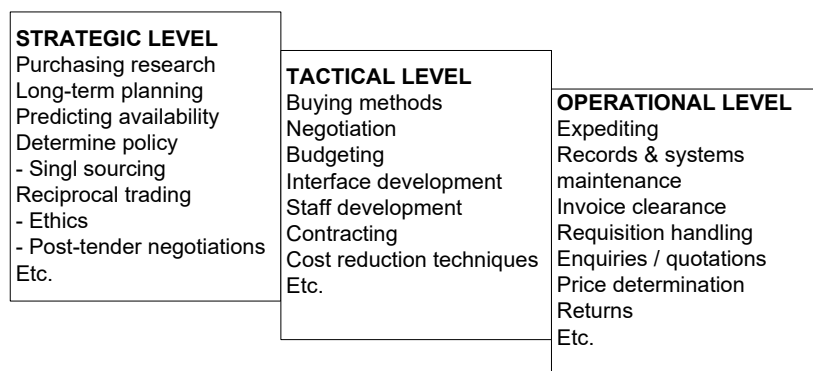 STRATEGIC LEVEL
Purchasing research
Long-term planning
Predicting availability
Determine policy
- Singl sourcing
Reciprocal trading
- Ethics
- Post-tender negotiations
Etc.
TACTICAL LEVEL
Buying methods
Negotiation
Budgeting
Interface development
Staff development
Contracting
Cost reduction techniques
Etc.
OPERATIONAL LEVEL
Expediting
Records & systems
maintenance
Invoice clearance
Requisition handling
Enquiries / quotations
Price determination
Returns
Etc.